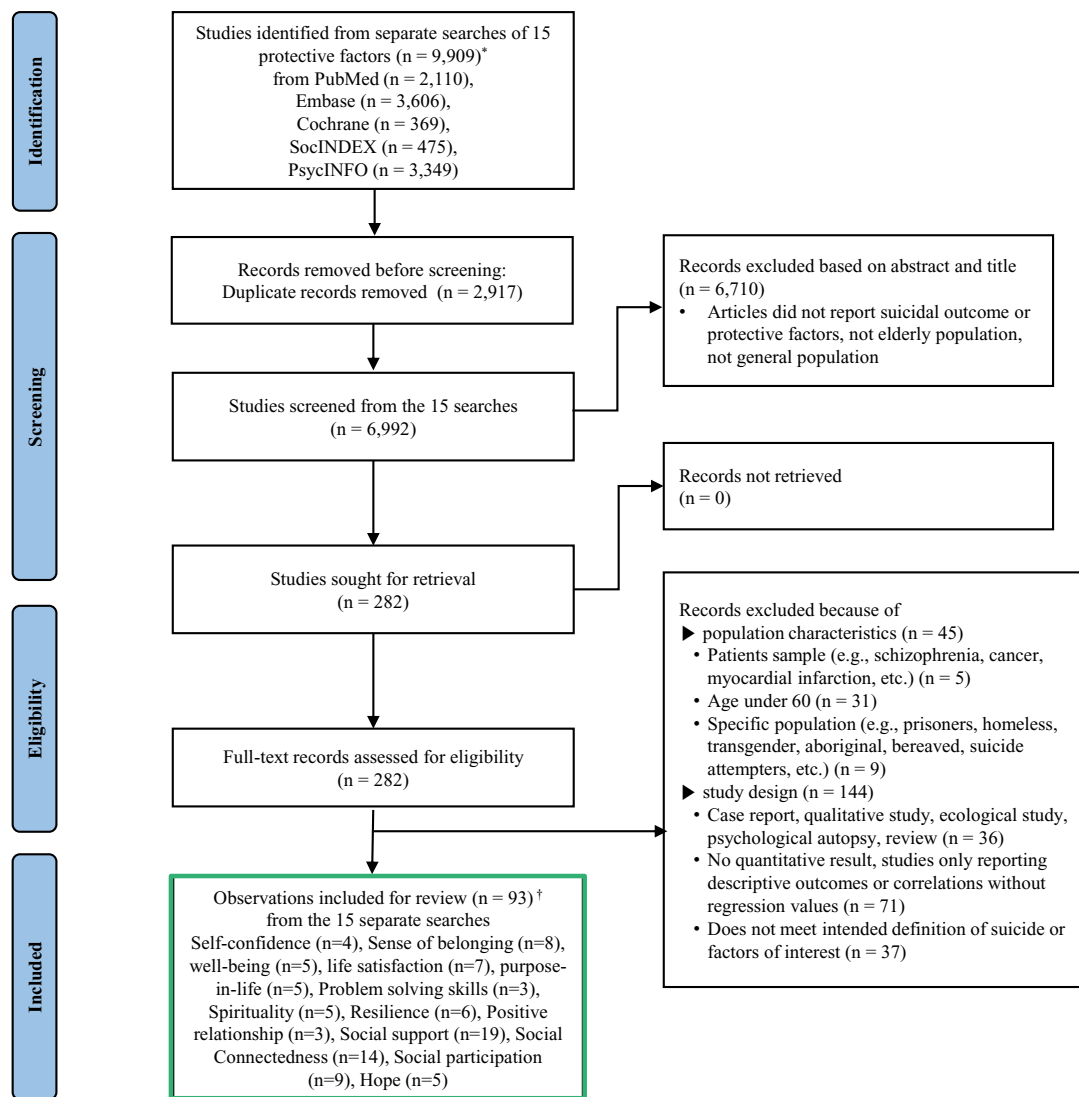 Identification
Studies identified from separate searches of 15
protective factors (n = 9,909)*
from PubMed (n = 2,110),
Embase (n = 3,606),
Cochrane (n = 369),
SocINDEX (n = 475),
PsycINFO (n = 3,349)
Screening
Records removed before screening:
Duplicate records removed (n = 2,917)
Records excluded based on abstract and title
(n = 6,710)
• Articles did not report suicidal outcome or
protective factors, not elderly population,
not general population
Studies screened from the 15 searches
(n = 6,992)
Records not retrieved
(n = 0)
Studies sought for retrieval
(n = 282)
Eligibility
Full-text records assessed for eligibility
(n = 282)
Records excluded because of
▶ population characteristics (n = 45)
• Patients sample (e.g., schizophrenia, cancer,
myocardial infarction, etc.) (n = 5)
• Age under 60 (n = 31)
• Specific population (e.g., prisoners, homeless,
transgender, aboriginal, bereaved, suicide
attempters, etc.) (n = 9)
▶ study design (n = 144)
• Case report, qualitative study, ecological study,
psychological autopsy, review (n = 36)
• No quantitative result, studies only reporting
descriptive outcomes or correlations without
regression values (n = 71)
• Does not meet intended definition of suicide or
factors of interest (n = 37)
Included
Observations included for review (n = 93)†
from the 15 separate searches
Self-confidence (n=4), Sense of belonging (n=8),
well-being (n=5), life satisfaction (n=7), purpose-
in-life (n=5), Problem solving skills (n=3),
Spirituality (n=5), Resilience (n=6), Positive
relationship (n=3), Social support (n=19), Social
Connectedness (n=14), Social participation
(n=9), Hope (n=5)